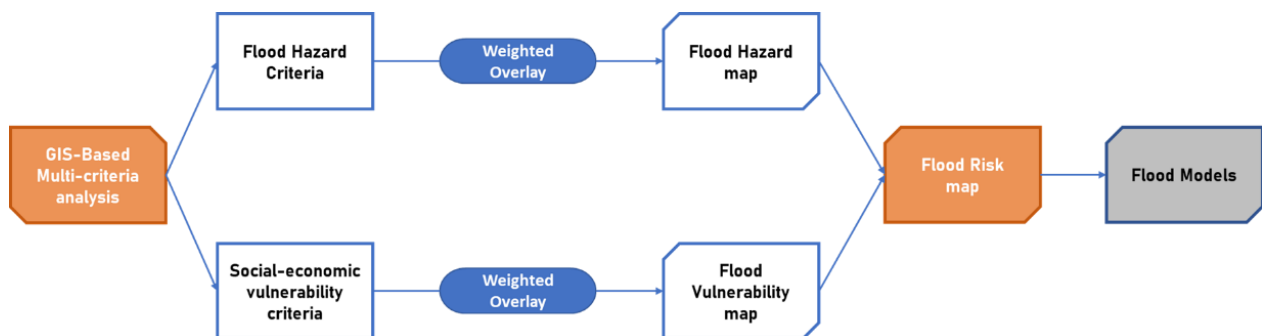 GIS-Based
Multi-criteria
analysis
Flood Hazard
Criteria
Weighted
Overlay
Flood Hazard
map
Social-economic
vulnerability
criteria
Weighted
Overlay
Flood
Vulnerability
map
Flood Risk
map
Flood Models